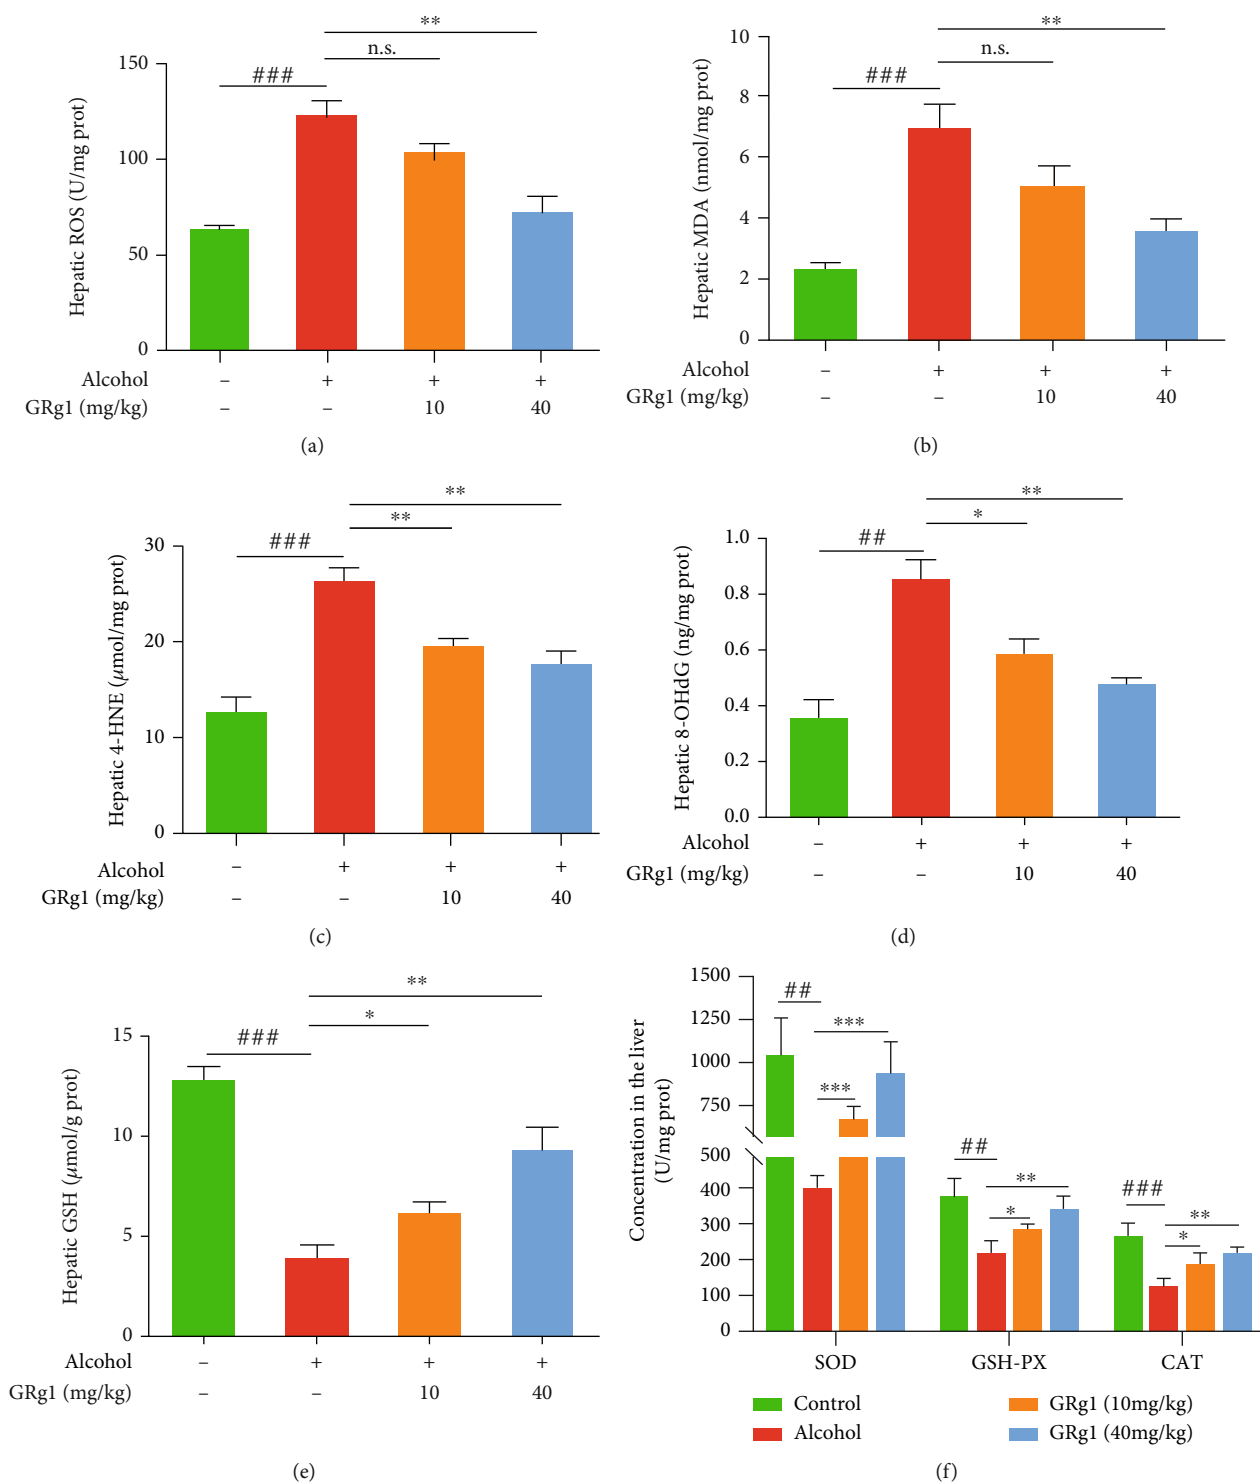 **
n.s.
###
150
100
50
0
Hepatic ROS (U/mg prot)
Alcohol – + + +
GRg1 (mg/kg) – – 10 40
(a)
**
n.s.
###
10
8
6
4
2
0
Hepatic MDA (nmol/mg prot)
Alcohol – + + +
GRg1 (mg/kg) – – 10 40
(b)
**
**
###
30
20
10
0
Hepatic 4-HNE (μmol/mg prot)
Alcohol – + + +
GRg1 (mg/kg) – – 10 40
(c)
**
*
##
1.0
0.8
0.6
0.4
0.2
0.0
Hepatic 8-OHdG (ng/mg prot)
Alcohol – + + +
GRg1 (mg/kg) – – 10 40
(d)
**
*
###
15
10
5
0
Hepatic GSH (μmol/g prot)
Alcohol – + + +
GRg1 (mg/kg) – – 10 40
(e)
1500
1250
1000
750
500
400
300
200
100
0
Concentration in the liver
(U/mg prot)
##
***
***
##
**
*
###
**
*
SOD GSH-PX CAT
Control GRg1 (10mg/kg)
Alcohol GRg1 (40mg/kg)
(f)